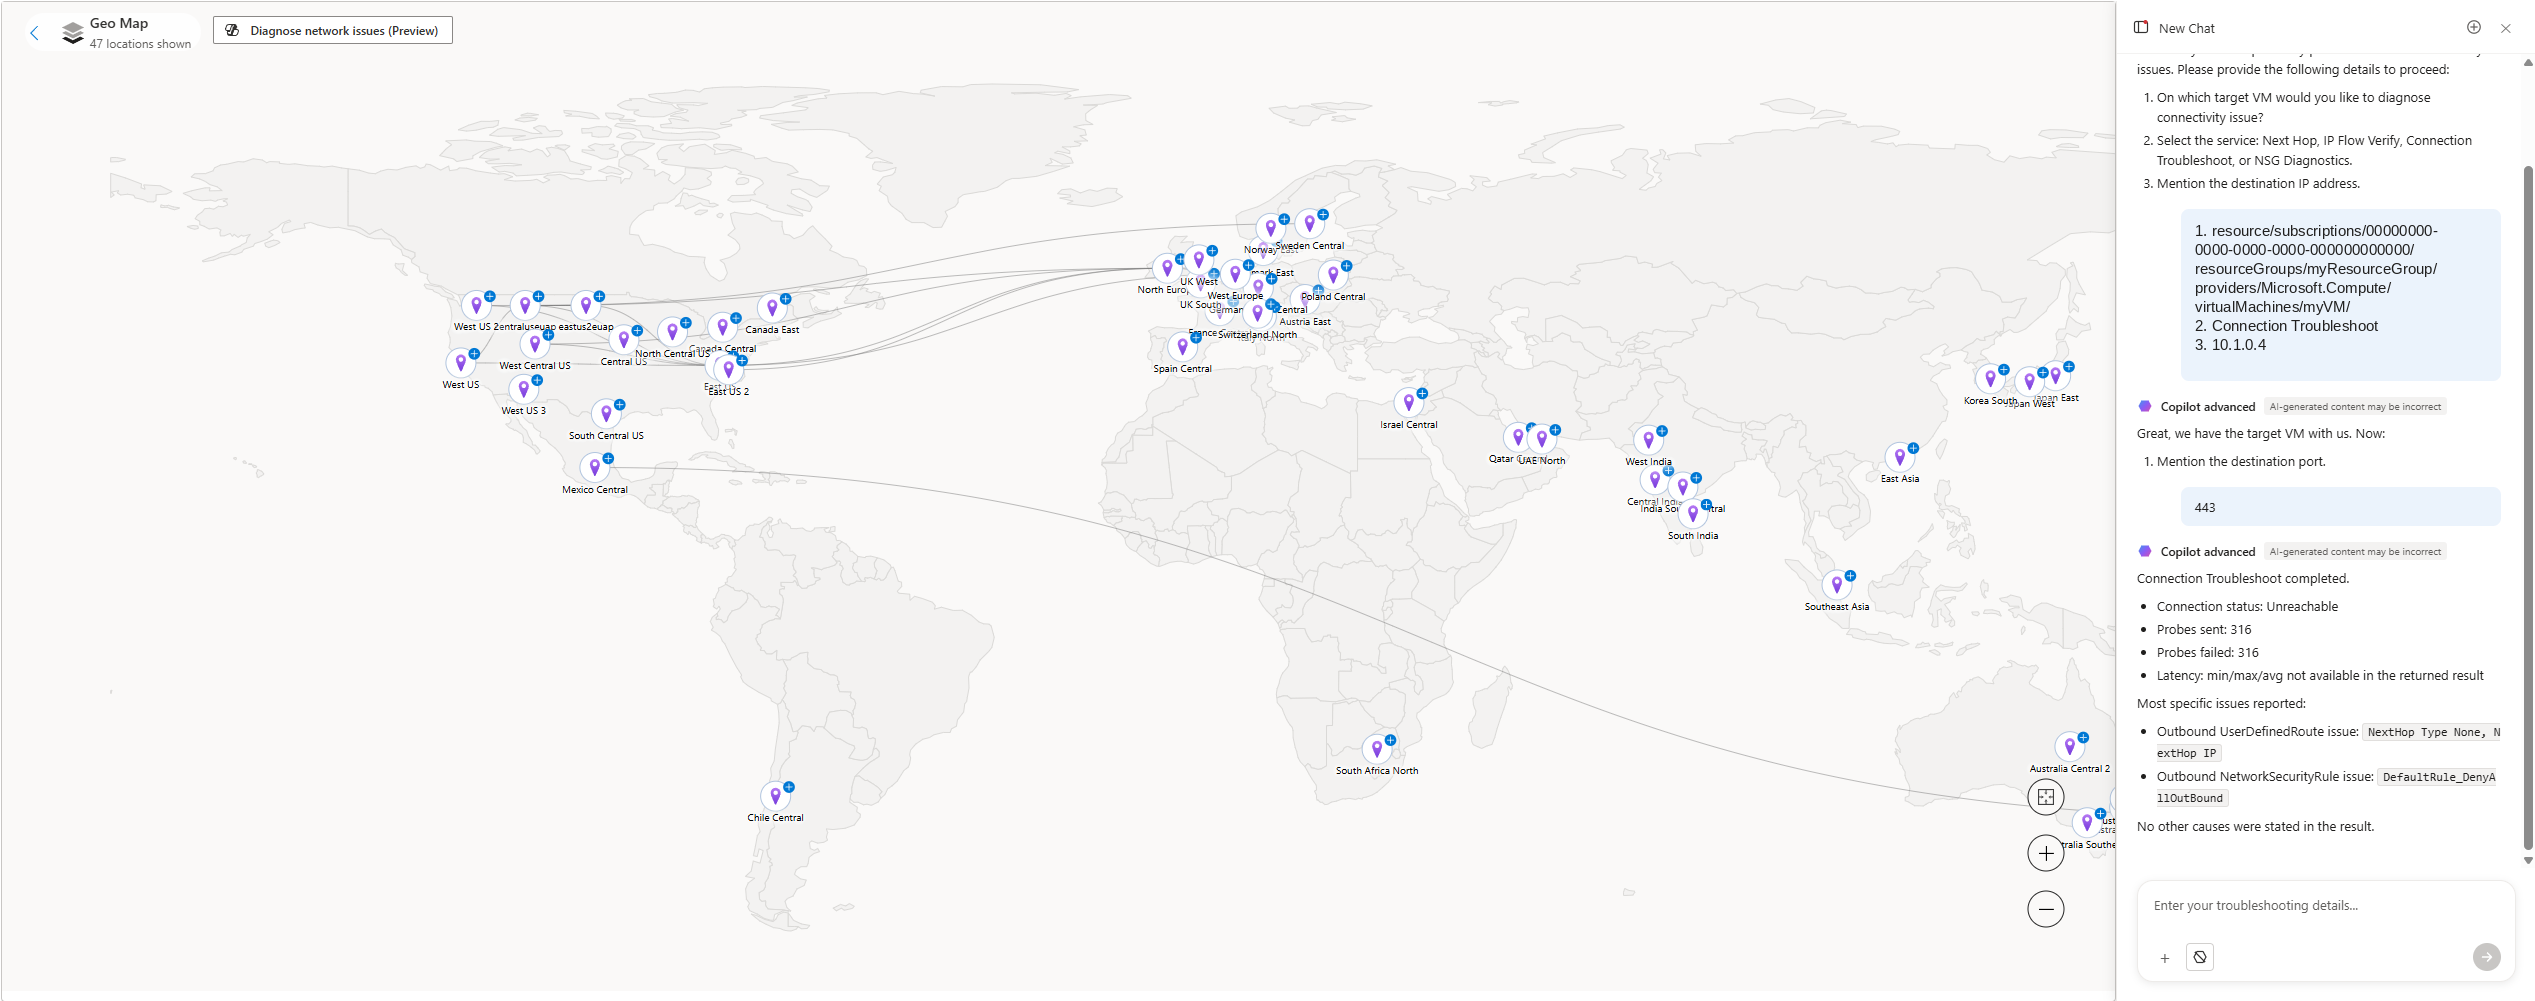 Geo Map
47 locations shown
Diagnose network issues (Preview)
Sweden Central
UK West
North Euro
West Europe
UK South
Poland Central
Austria East
Switzerland North
Spain Central
West US 2
eastus2euap
Canada East
Canada Central
North Central US
Central US
West Central US
West US
West US 3
East US 2
South Central US
Mexico Central
Israel Central
Qatar
UAE North
West India
Central India
South India
Korea South
Japan West
Japan East
East Asia
Southeast Asia
South Africa North
Chile Central
Australia Central 2
New Chat
issues. Please provide the following details to proceed:
1. On which target VM would you like to diagnose
connectivity issue?
2. Select the service: Next Hop, IP Flow Verify, Connection
Troubleshoot, or NSG Diagnostics.
3. Mention the destination IP address.
1. resource/subscriptions/00000000-
0000-0000-0000-000000000000/
resourceGroups/myResourceGroup/
providers/Microsoft.Compute/
virtualMachines/myVM/
2. Connection Troubleshoot
3. 10.1.0.4
Copilot advanced AI-generated content may be incorrect
Great, we have the target VM with us. Now:
1. Mention the destination port.
443
Copilot advanced AI-generated content may be incorrect
Connection Troubleshoot completed.
• Connection status: Unreachable
• Probes sent: 316
• Probes failed: 316
• Latency: min/max/avg not available in the returned result
Most specific issues reported:
• Outbound UserDefinedRoute issue: NextHop Type None, N
extHop IP
• Outbound NetworkSecurityRule issue: DefaultRule_DenyA
llOutBound
No other causes were stated in the result.
Enter your troubleshooting details...